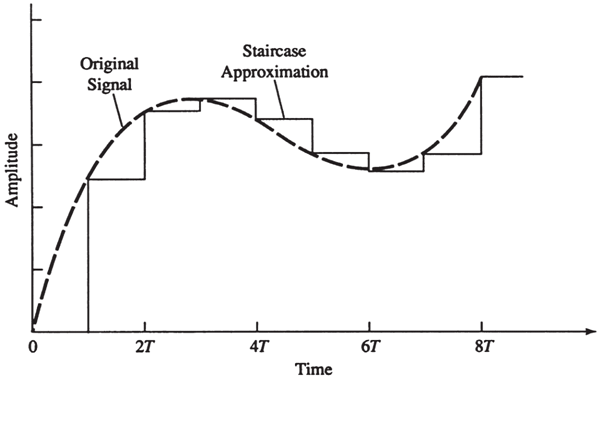 Staircase
Approximation
Original
Signal
Amplitude
0
2T
4T
6T
8T
Time